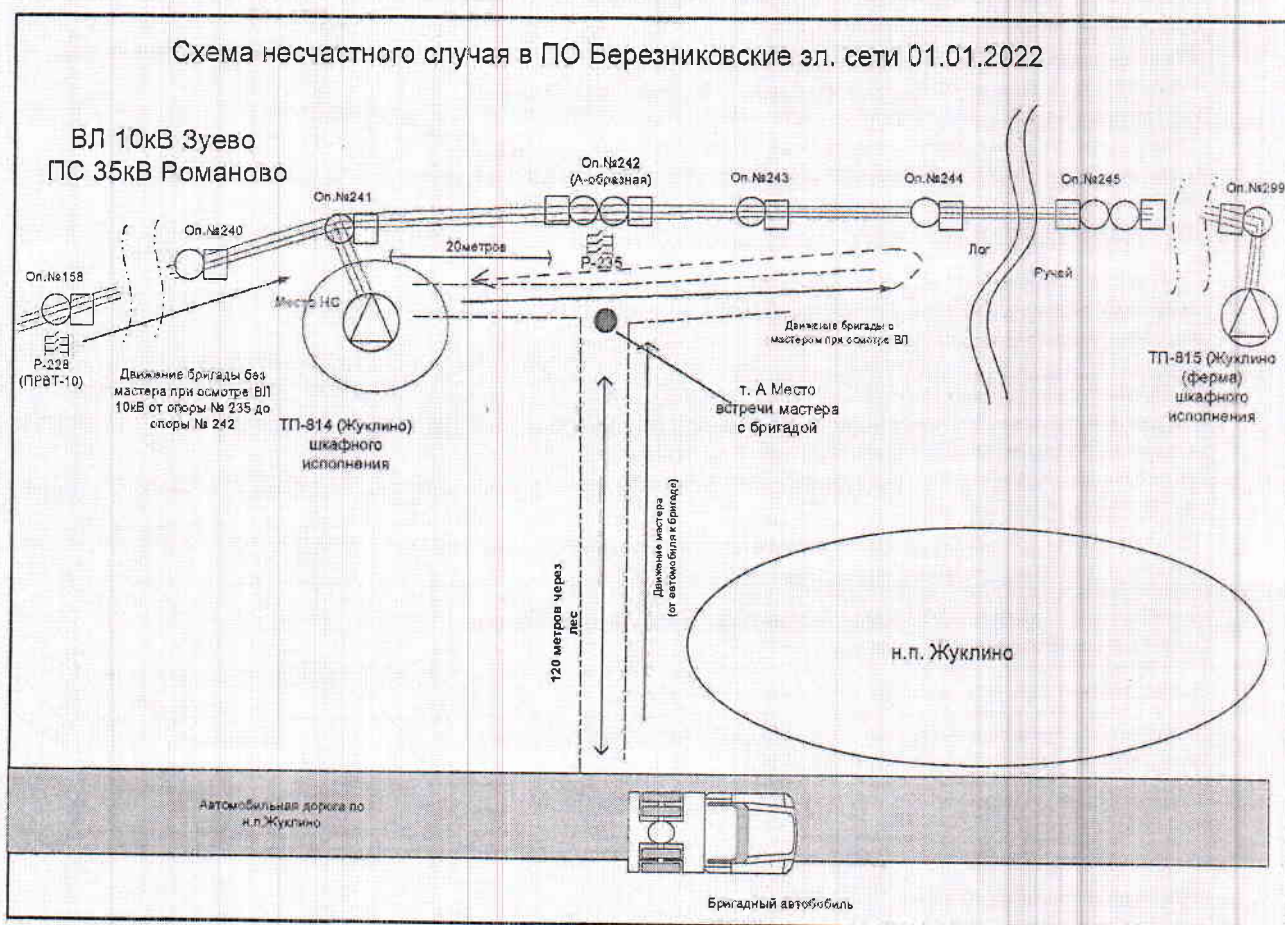 Схема несчастного случая в ПО Березниковские эл. сети 01.01.2022
ВЛ 10кВ Зуево
ПС 35кВ Романово
Оп.№158
Оп.№240
Оп.№241
Оп.№242
(А-образная)
Оп.№243
Оп.№244
Оп.№245
Оп.№299
20метров
Р-235
Лог
Ручей
Место НС
Р-228
(ПРВТ-10)
Движение бригады без
мастера при осмотре ВЛ
10кВ от опоры № 235 до
опоры № 242
ТП-814 (Жуклино)
шкафного
исполнения
Движение бригады с
мастером при осмотре ВЛ
т. А Место
встречи мастера
с бригадой
ТП-815 (Жуклино
(ферма)
шкафного
исполнения
120 метров через
лес
Движение мастера
(от автомобиля к бригаде)
н.п. Жуклино
Автомобильная дорога по
н.п.Жуклино
Бригадный автобобиль